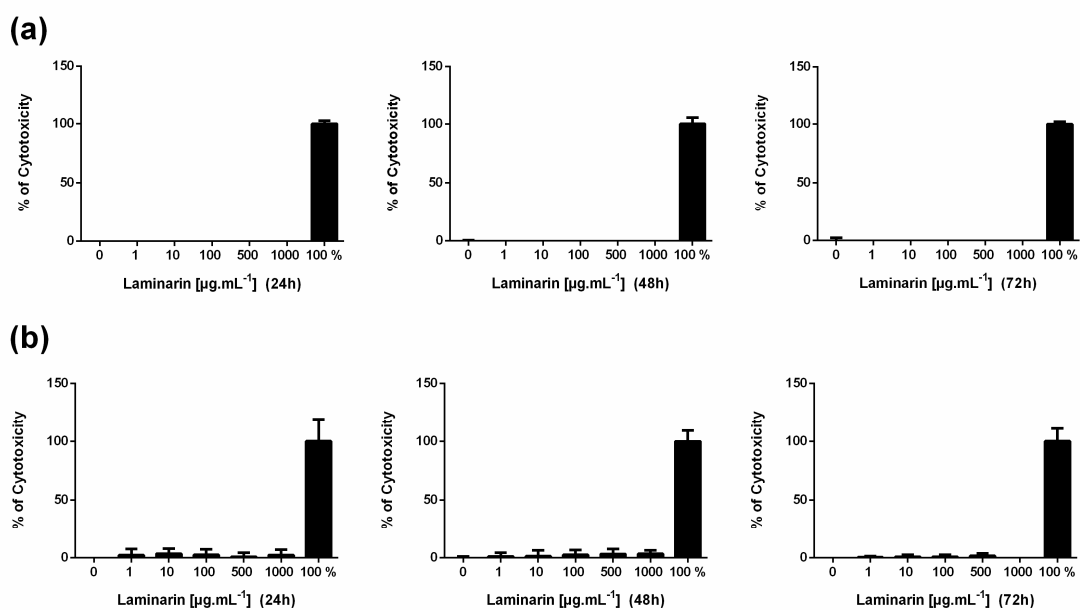 (a)
150
100
50
0
% of Cytotoxicity
0 1 10 100 500 1000 100 %
Laminarin [µg.mL⁻¹] (24h)
150
100
50
0
% of Cytotoxicity
0 1 10 100 500 1000 100 %
Laminarin [µg.mL⁻¹] (48h)
150
100
50
0
% of Cytotoxicity
0 1 10 100 500 1000 100 %
Laminarin [µg.mL⁻¹] (72h)
(b)
150
100
50
0
% of Cytotoxicity
0 1 10 100 500 1000 100 %
Laminarin [µg.mL⁻¹] (24h)
150
100
50
0
% of Cytotoxicity
0 1 10 100 500 1000 100 %
Laminarin [µg.mL⁻¹] (48h)
150
100
50
0
% of Cytotoxicity
0 1 10 100 500 1000 100 %
Laminarin [µg.mL⁻¹] (72h)